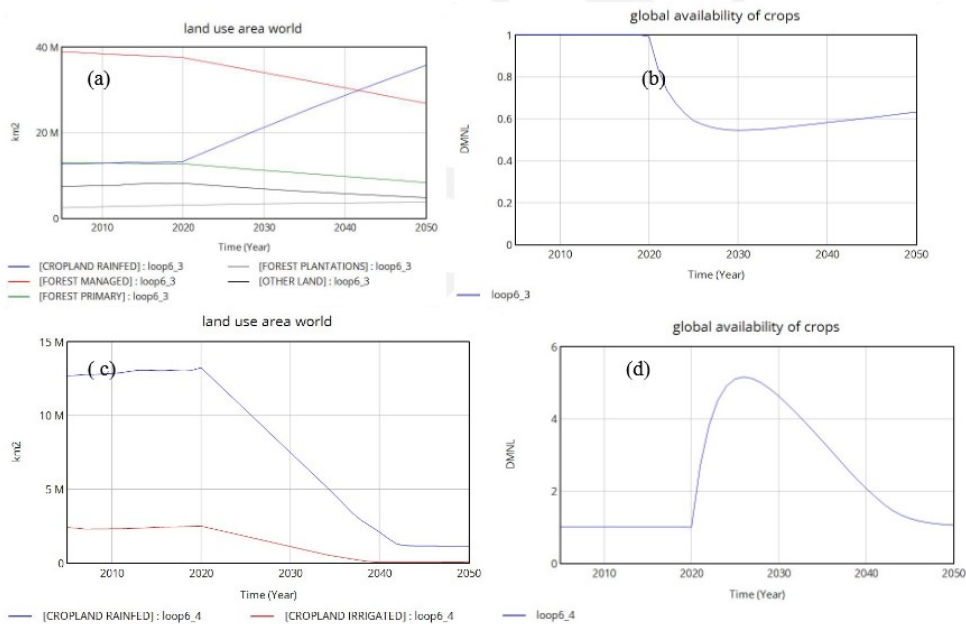 land use area world
40 M
20 M
0
km2
(a)
2010
2020
2030
2040
2050
Time (Year)
[CROPLAND RAINFED] : loop6_3
[FOREST PLANTATIONS] : loop6_3
[FOREST MANAGED] : loop6_3
[OTHER LAND] : loop6_3
[FOREST PRIMARY] : loop6_3
global availability of crops
1
0.8
0.6
0.4
0.2
0
DMNL
(b)
2010
2020
2030
2040
2050
Time (Year)
loop6_3
land use area world
15 M
10 M
5 M
0
km2
( c)
2010
2020
2030
2040
2050
Time (Year)
[CROPLAND RAINFED] : loop6_4
[CROPLAND IRRIGATED] : loop6_4
global availability of crops
6
4
2
0
DMNL
(d)
2010
2020
2030
2040
2050
Time (Year)
loop6_4